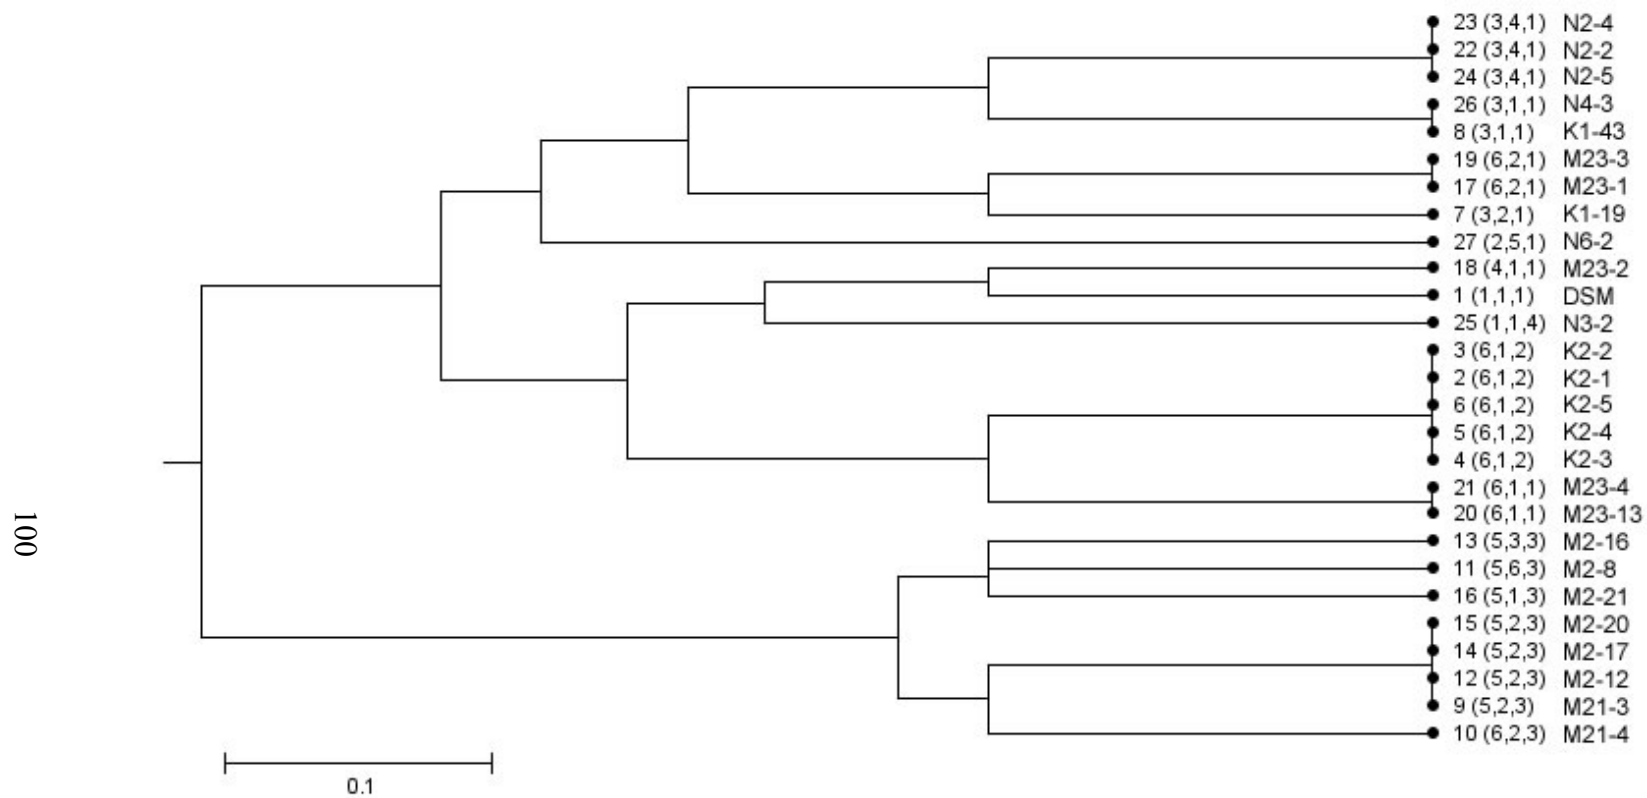 23 (3,4,1) N2-4
22 (3,4,1) N2-2
24 (3,4,1) N2-5
26 (3,1,1) N4-3
8 (3,1,1) K1-43
19 (6,2,1) M23-3
17 (6,2,1) M23-1
7 (3,2,1) K1-19
27 (2,5,1) N6-2
18 (4,1,1) M23-2
1 (1,1,1) DSM
25 (1,1,4) N3-2
3 (6,1,2) K2-2
2 (6,1,2) K2-1
6 (6,1,2) K2-5
5 (6,1,2) K2-4
4 (6,1,2) K2-3
21 (6,1,1) M23-4
20 (6,1,1) M23-13
13 (5,3,3) M2-16
11 (5,6,3) M2-8
16 (5,1,3) M2-21
15 (5,2,3) M2-20
14 (5,2,3) M2-17
12 (5,2,3) M2-12
9 (5,2,3) M21-3
10 (6,2,3) M21-4
0.1
100